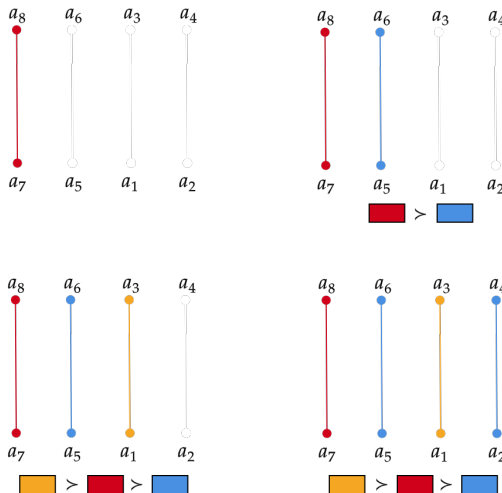 a₈ a₆ a₃ a₄
a₇ a₅ a₁ a₂
a₈ a₆ a₃ a₄
a₇ a₅ a₁ a₂
≻
a₈ a₆ a₃ a₄
a₇ a₅ a₁ a₂
≻ ≻
a₈ a₆ a₃ a₄
a₇ a₅ a₁ a₂
≻ ≻